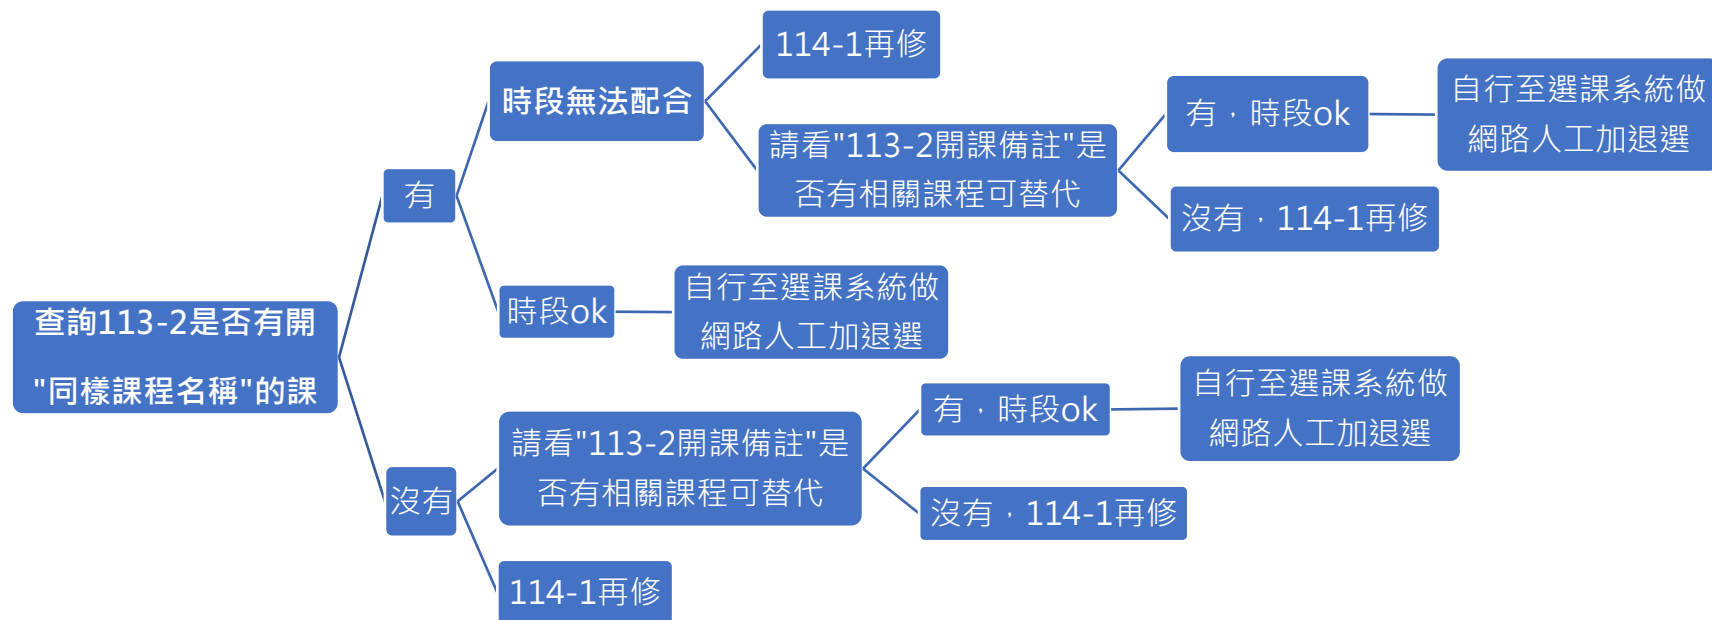 查詢113-2是否有開
"同樣課程名稱"的課
有
時段無法配合
114-1再修
請看"113-2開課備註"是
否有相關課程可替代
有，時段ok
自行至選課系統做
網路人工加退選
沒有，114-1再修
時段ok
自行至選課系統做
網路人工加退選
沒有
請看"113-2開課備註"是
否有相關課程可替代
有，時段ok
自行至選課系統做
網路人工加退選
沒有，114-1再修
114-1再修